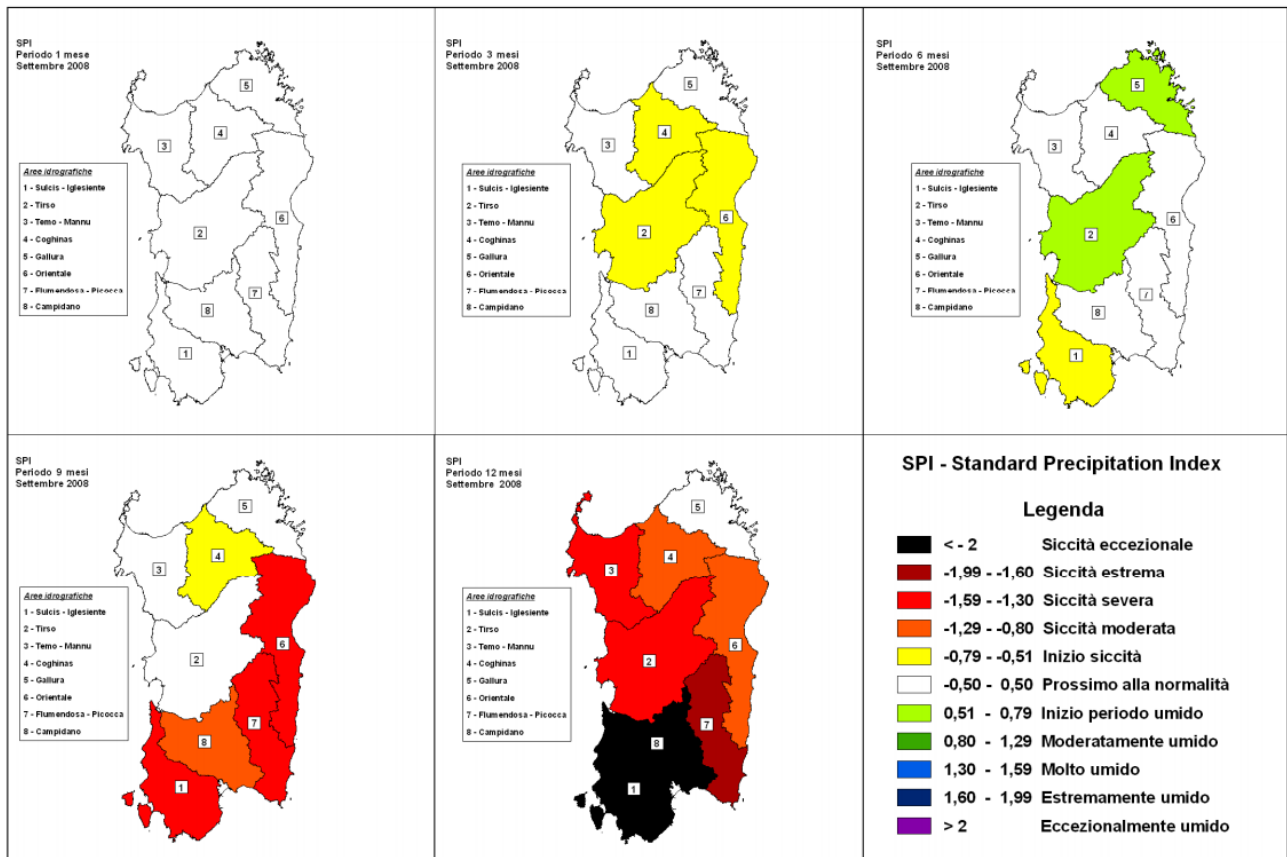 SPI
Periodo 1 mese
Settembre 2008
5
4
3
Aree idrografiche
1 - Sulcis - Iglesiente
2 - Tirso
3 - Temo - Mannu
4 - Coghinas
5 - Gallura
6 - Orientale
7 - Flumendosa - Picocca
8 - Campidano
6
2
7
8
1
SPI
Periodo 3 mesi
Settembre 2008
5
4
3
Aree idrografiche
1 - Sulcis - Iglesiente
2 - Tirso
3 - Temo - Mannu
4 - Coghinas
5 - Gallura
6 - Orientale
7 - Flumendosa - Picocca
8 - Campidano
6
2
7
8
1
SPI
Periodo 6 mesi
Settembre 2008
5
4
3
Aree idrografiche
1 - Sulcis - Iglesiente
2 - Tirso
3 - Temo - Mannu
4 - Coghinas
5 - Gallura
6 - Orientale
7 - Flumendosa - Picocca
8 - Campidano
6
2
7
8
1
SPI
Periodo 9 mesi
Settembre 2008
5
4
3
Aree idrografiche
1 - Sulcis - Iglesiente
2 - Tirso
3 - Temo - Mannu
4 - Coghinas
5 - Gallura
6 - Orientale
7 - Flumendosa - Picocca
8 - Campidano
6
2
7
8
1
SPI
Periodo 12 mesi
Settembre 2008
5
4
3
Aree idrografiche
1 - Sulcis - Iglesiente
2 - Tirso
3 - Temo - Mannu
4 - Coghinas
5 - Gallura
6 - Orientale
7 - Flumendosa - Picocca
8 - Campidano
6
2
7
8
1
SPI - Standard Precipitation Index
Legenda
< - 2 Siccità eccezionale
-1,99 - -1,60 Siccità estrema
-1,59 - -1,30 Siccità severa
-1,29 - -0,80 Siccità moderata
-0,79 - -0,51 Inizio siccità
-0,50 - 0,50 Prossimo alla normalità
0,51 - 0,79 Inizio periodo umido
0,80 - 1,29 Moderatamente umido
1,30 - 1,59 Molto umido
1,60 - 1,99 Estremamente umido
> 2 Eccezionalmente umido